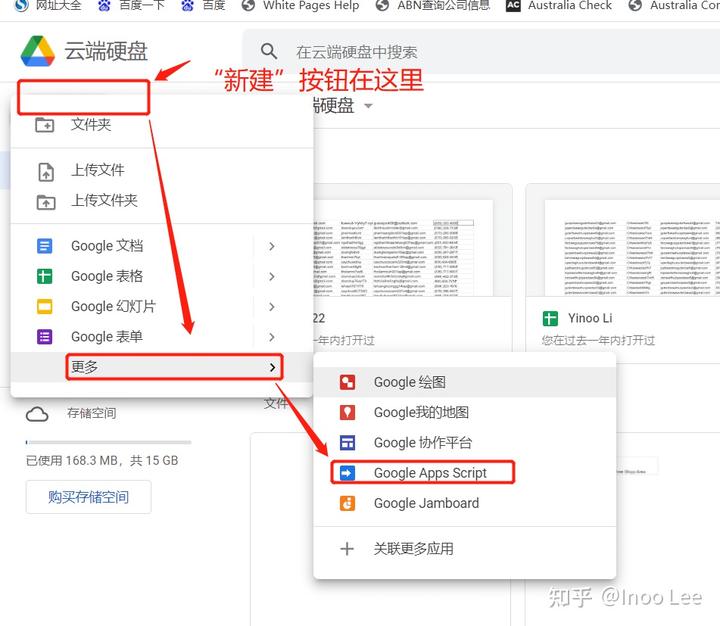 网址大全 百度一下 百度 White Pages Help ABN查询公司信息 AC Australia Check Australia Cor
云端硬盘
在云端硬盘中搜索
“新建”按钮在这里
端硬盘
文件夹
上传文件
上传文件夹
Google 文档
Google 表格
Google 幻灯片
Google 表单
更多
22
一年内打开过
Yinoo Li
您在过去一年内打开过
文件
Google 绘图
Google我的地图
Google 协作平台
Google Apps Script
Google Jamboard
关联更多应用
存储空间
已使用 168.3 MB，共 15 GB
购买存储空间
知乎 @Inoo Lee